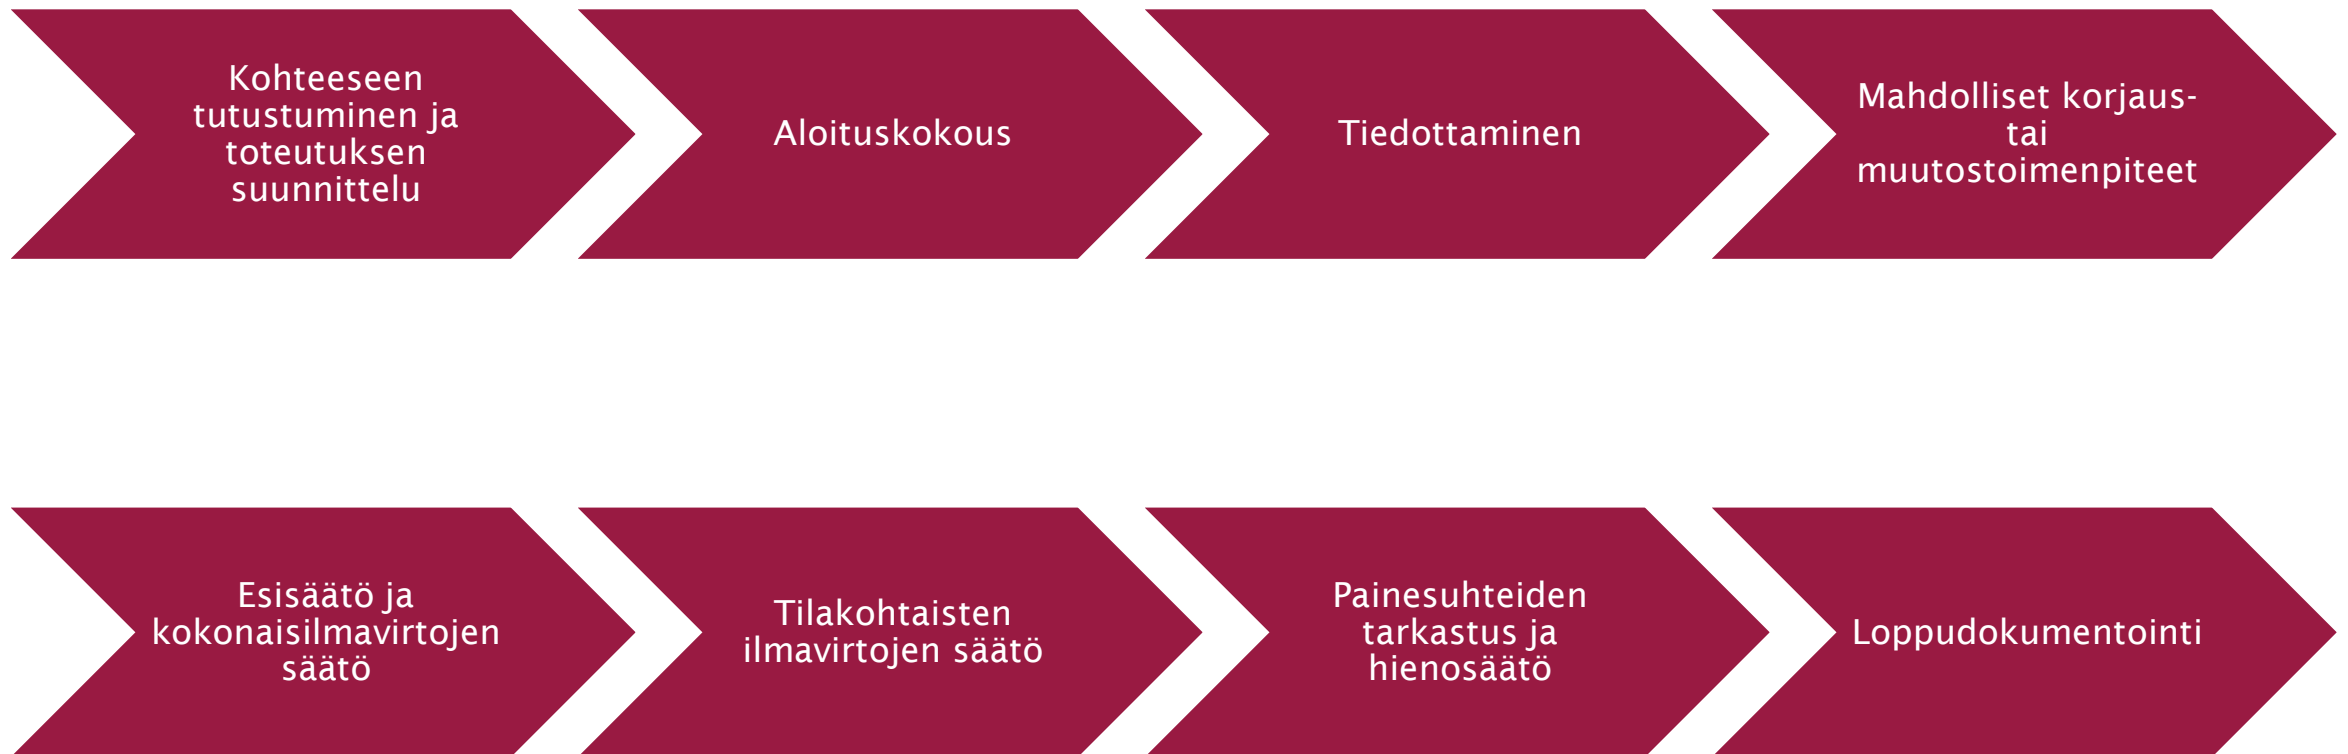 Kohteeseen
tutustuminen ja
toteutuksen
suunnittelu
Aloituskokous
Tiedottaminen
Mahdolliset korjaus-
tai
muutostoimenpiteet
Esisäätö ja
kokonaisilmavirtojen
säätö
Tilakohtaisten
ilmavirtojen säätö
Painesuhteiden
tarkastus ja
hienosäätö
Loppudokumentointi